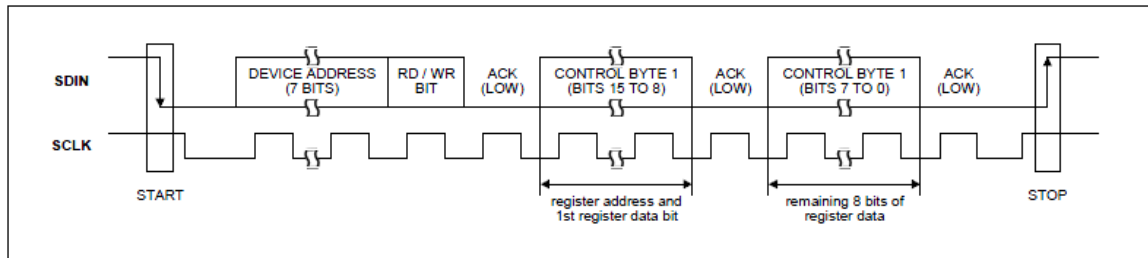 SDIN
DEVICE ADDRESS
(7 BITS)
RD / WR
BIT
ACK
(LOW)
CONTROL BYTE 1
(BITS 15 TO 8)
ACK
(LOW)
CONTROL BYTE 1
(BITS 7 TO 0)
ACK
(LOW)
SCLK
START
register address and
1st register data bit
remaining 8 bits of
register data
STOP